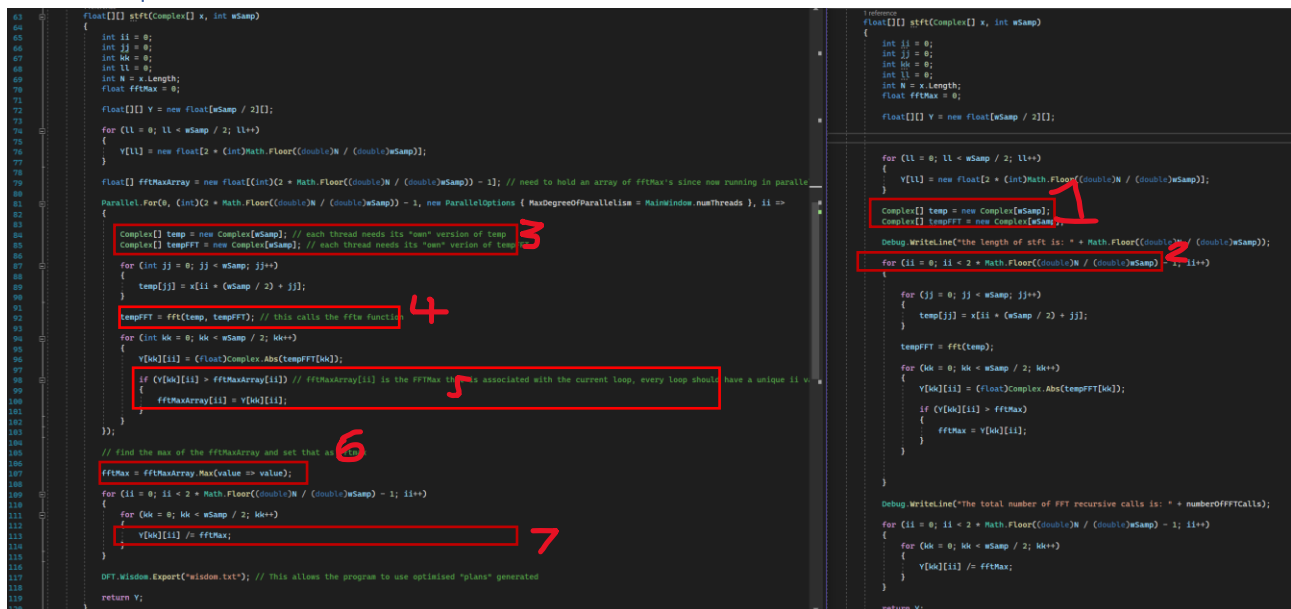 63 float[][] stft(Complex[] x, int wSamp)
64 {
65 int ii = 0;
66 int jj = 0;
67 int kk = 0;
68 int ll = 0;
69 int N = x.Length;
70 float fftMax = 0;
71
72 float[][] Y = new float[wSamp / 2][];
73
74 for (ll = 0; ll < wSamp / 2; ll++)
75 {
76 Y[ll] = new float[2 * (int)Math.Floor((double)N / (double)wSamp)];
77 }
78
79 float[] fftMaxArray = new float[(int)(2 * Math.Floor((double)N / (double)wSamp)) - 1]; // need to hold an array of fftMax's since now running in paralle
80
81 Parallel.For(0, (int)(2 * Math.Floor((double)N / (double)wSamp)) - 1, new ParallelOptions { MaxDegreeOfParallelism = MainWindow.numThreads }, ii =>
82 {
83
84 Complex[] temp = new Complex[wSamp]; // each thread needs its "own" version of temp
85 Complex[] tempFFT = new Complex[wSamp]; // each thread needs its "own" verion of
3
86
87 for (int jj = 0; jj < wSamp; jj++)
88 {
89 temp[jj] = x[ii * (wSamp / 2) + jj];
90 }
91
92 tempFFT = fft(temp, tempFFT); // this calls the fftw function
4
93
94 for (int kk = 0; kk < wSamp / 2; kk++)
95 {
96 Y[kk][ii] = (float)Complex.Abs(tempFFT[kk]);
97
98 if (Y[kk][ii] > fftMaxArray[ii]) // fftMaxArray[ii] is the FFTMax is associated with the current loop, every loop should have a unique ii
99 {
5
100 fftMaxArray[ii] = Y[kk][ii];
101 }
102 }
103 });
104
105 // find the max of the fftMaxArray and set that as
6
106
107 fftMax = fftMaxArray.Max(value => value);
108
109 for (ii = 0; ii < 2 * Math.Floor((double)N / (double)wSamp) - 1; ii++)
110 {
111 for (kk = 0; kk < wSamp / 2; kk++)
112 {
113 Y[kk][ii] /= fftMax;
7
114 }
115 }
116
117 DFT.Wisdom.Export("wisdom.txt"); // This allows the program to use optimised "plans" generated
118
119 return Y;
120 }
1 reference
float[][] stft(Complex[] x, int wSamp)
{
int ii = 0;
int jj = 0;
int kk = 0;
int ll = 0;
int N = x.Length;
float fftMax = 0;
float[][] Y = new float[wSamp / 2][];
for (ll = 0; ll < wSamp / 2; ll++)
{
Y[ll] = new float[2 * (int)Math.Floor((double)N / (double)wSamp)];
}
1
Complex[] temp = new Complex[wSamp];
Complex[] tempFFT = new Complex[wSamp];
Debug.WriteLine("the length of stft is: " + Math.Floor((double)N / (double)wSamp));
for (ii = 0; ii < 2 * Math.Floor((double)N / (double)wSamp) - 1; ii++)
2
{
for (jj = 0; jj < wSamp; jj++)
{
temp[jj] = x[ii * (wSamp / 2) + jj];
}
tempFFT = fft(temp);
for (kk = 0; kk < wSamp / 2; kk++)
{
Y[kk][ii] = (float)Complex.Abs(tempFFT[kk]);
if (Y[kk][ii] > fftMax)
{
fftMax = Y[kk][ii];
}
}
}
Debug.WriteLine("The total number of FFT recursive calls is: " + numberOfFFTCalls);
for (ii = 0; ii < 2 * Math.Floor((double)N / (double)wSamp) - 1; ii++)
{
for (kk = 0; kk < wSamp / 2; kk++)
{
Y[kk][ii] /= fftMax;
}
}
return Y;